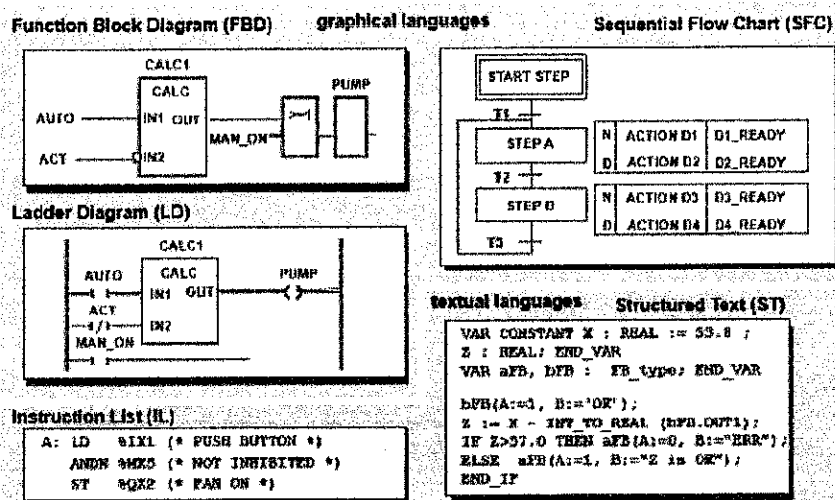 Function Block Diagram (FBD)
graphical languages
Sequential Flow Chart (SFC)
CALC1
CALC
PUMP
AUTO
IN1 OUT
>=1
MAN_ON
ACT
IN2
START STEP
T1
STEP A
N ACTION D1 D1_READY
D ACTION D2 D2_READY
T2
STEP B
N ACTION D3 D3_READY
D ACTION D4 D4_READY
T3
Ladder Diagram (LD)
CALC1
AUTO
CALC
PUMP
IN1 OUT
ACT
IN2
MAN_ON
textual languages
Structured Text (ST)
VAR CONSTANT X : REAL := 53.8 ;
Z : REAL; END_VAR
VAR aFB, bFB : FB_type; END_VAR
bFB(A:=1, B:='OK');
Z := X - INT_TO_REAL (bFB.OUT1);
IF Z>57.0 THEN aFB(A:=0, B:="ERR");
ELSE aFB(A:=1, B:="Z is OK");
END_IF
Instruction List (IL)
A: LD %IX1 (* PUSH BUTTON *)
ANDN %MX5 (* NOT INHIBITED *)
ST %QX2 (* FAN ON *)